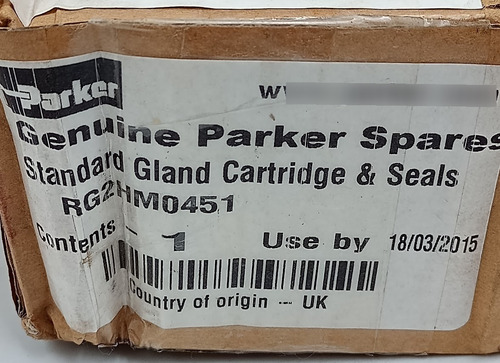 Parker
Genuine Parker Spares
Standard Gland Cartridge & Seals
RG2HM0451
Contents - 1 Use by 18/03/2015
Country of origin -- UK